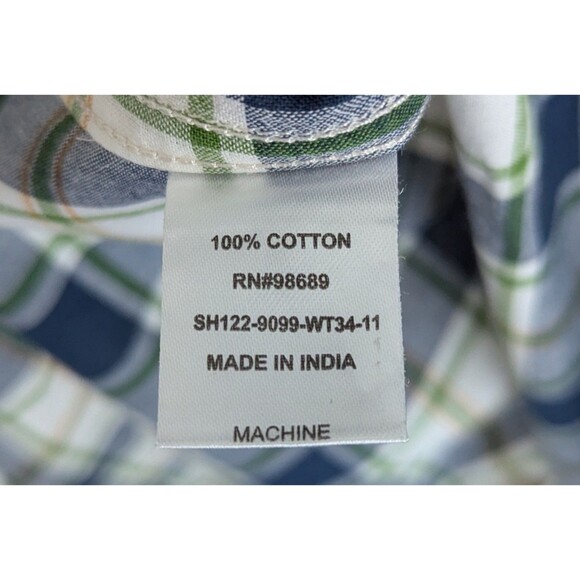 100% COTTON
RN#98689
SH122-9099-WT34-11
MADE IN INDIA
MACHINE